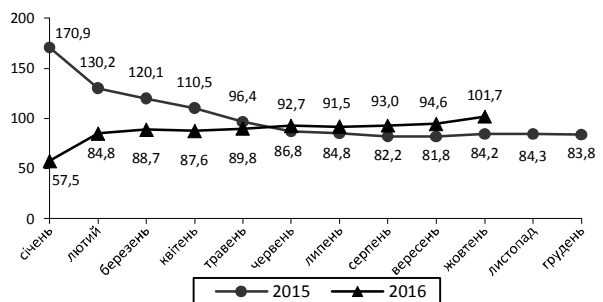 200
150
100
50
0
170,9
130,2
120,1
110,5
96,4
92,7
91,5
93,0
94,6
101,7
57,5
84,8
88,7
87,6
89,8
86,8
84,8
82,2
81,8
84,2
84,3
83,8
січень
лютий
березень
квітень
травень
червень
липень
серпень
вересень
жовтень
листопад
грудень
2015
2016